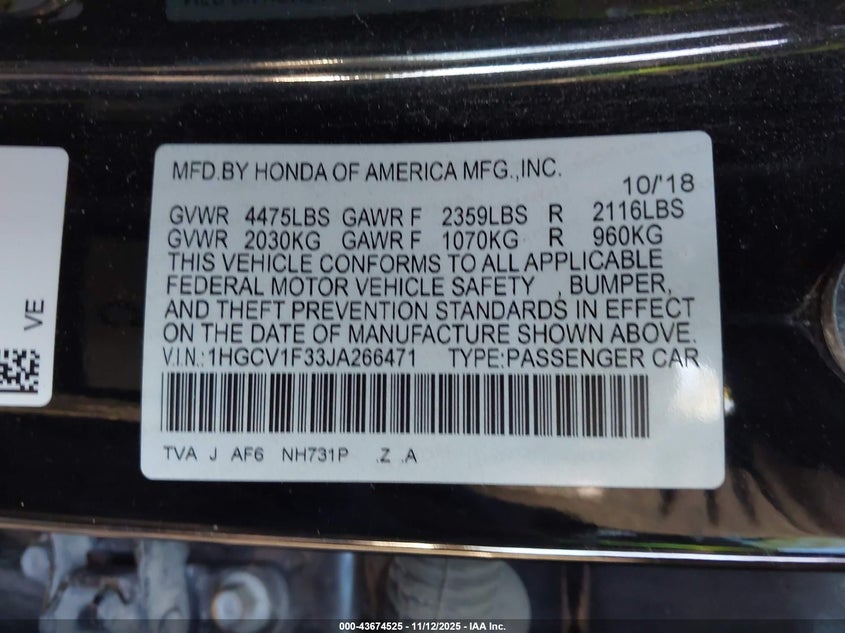 MFD.BY HONDA OF AMERICA MFG.,INC.
10/'18
GVWR 4475LBS GAWR F 2359LBS R 2116LBS
GVWR 2030KG GAWR F 1070KG R 960KG
THIS VEHICLE CONFORMS TO ALL APPLICABLE
FEDERAL MOTOR VEHICLE SAFETY , BUMPER,
AND THEFT PREVENTION STANDARDS IN EFFECT
ON THE DATE OF MANUFACTURE SHOWN ABOVE.
V.I.N.:1HGCV1F33JA266471 TYPE:PASSENGER CAR
TVA J AF6 NH731P .Z .A
VE
000-43674525 - 11/12/2025 - IAA Inc.